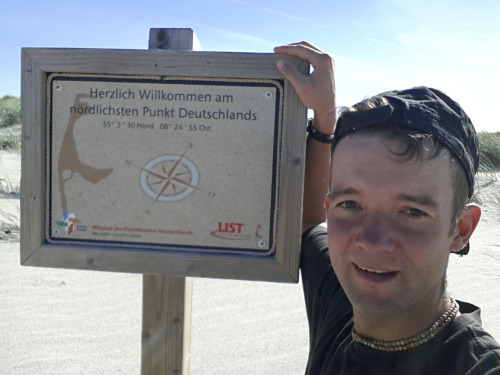 Herzlich Willkommen am
nördlichsten Punkt Deutschlands
55° 3' 30 Nord 08° 24' 55 Ost
N
LIST